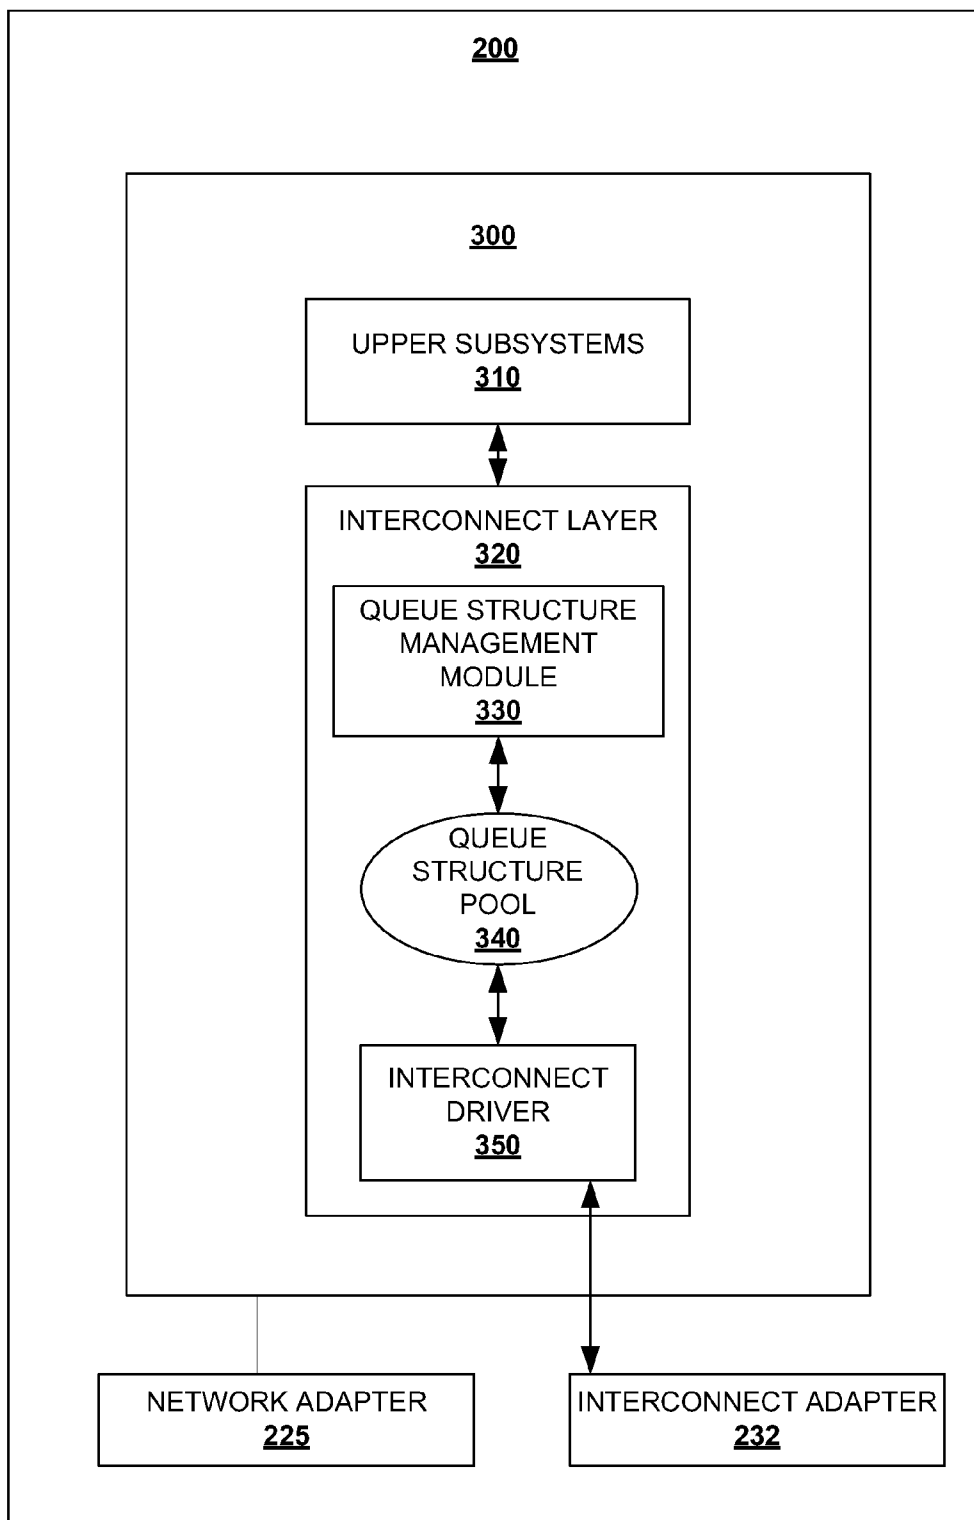 200
300
UPPER SUBSYSTEMS
310
INTERCONNECT LAYER
320
QUEUE STRUCTURE
MANAGEMENT
MODULE
330
QUEUE
STRUCTURE
POOL
340
INTERCONNECT
DRIVER
350
NETWORK ADAPTER
225
INTERCONNECT ADAPTER
232